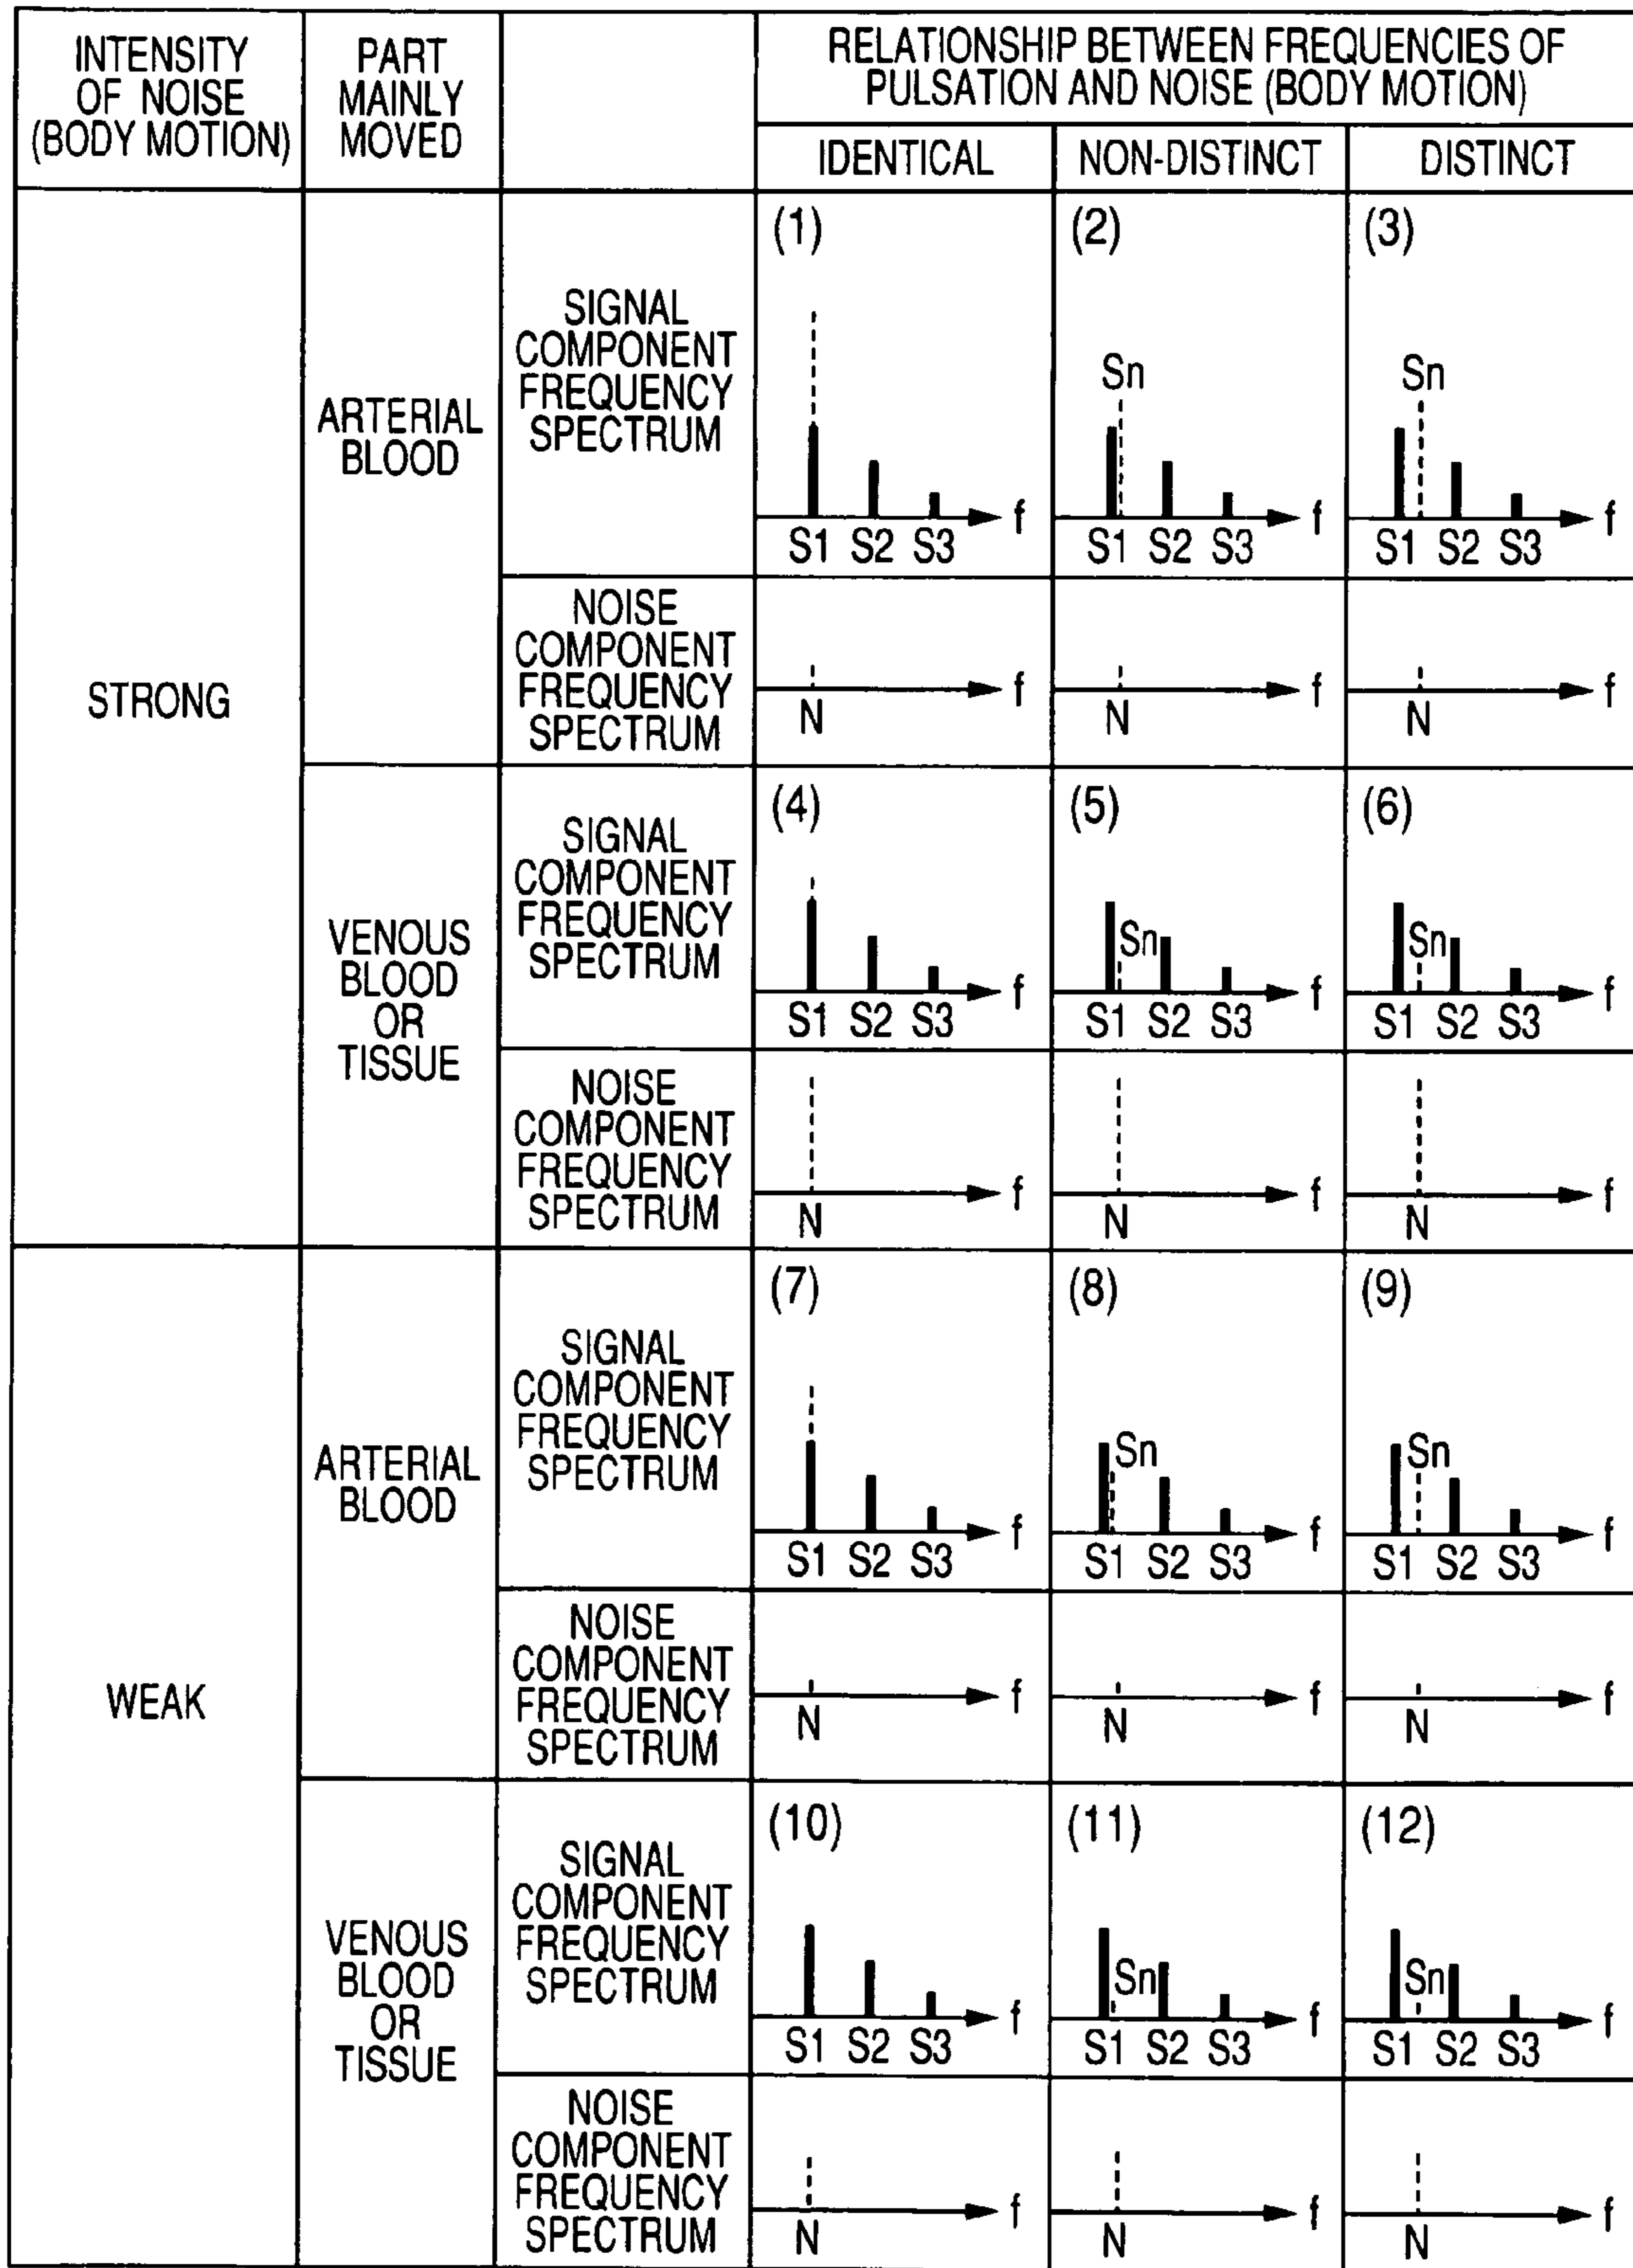 INTENSITY
OF NOISE
(BODY MOTION)
PART
MAINLY
MOVED
RELATIONSHIP BETWEEN FREQUENCIES OF
PULSATION AND NOISE (BODY MOTION)
IDENTICAL
NON-DISTINCT
DISTINCT
STRONG
ARTERIAL
BLOOD
SIGNAL
COMPONENT
FREQUENCY
SPECTRUM
(1)
S1 S2 S3 f
(2)
Sn
S1 S2 S3 f
(3)
Sn
S1 S2 S3 f
NOISE
COMPONENT
FREQUENCY
SPECTRUM
N f
N f
N f
VENOUS
BLOOD
OR
TISSUE
SIGNAL
COMPONENT
FREQUENCY
SPECTRUM
(4)
S1 S2 S3 f
(5)
Sn
S1 S2 S3 f
(6)
Sn
S1 S2 S3 f
NOISE
COMPONENT
FREQUENCY
SPECTRUM
N f
N f
N f
WEAK
ARTERIAL
BLOOD
SIGNAL
COMPONENT
FREQUENCY
SPECTRUM
(7)
S1 S2 S3 f
(8)
Sn
S1 S2 S3 f
(9)
Sn
S1 S2 S3 f
NOISE
COMPONENT
FREQUENCY
SPECTRUM
N f
N f
N f
VENOUS
BLOOD
OR
TISSUE
SIGNAL
COMPONENT
FREQUENCY
SPECTRUM
(10)
S1 S2 S3 f
(11)
Sn
S1 S2 S3 f
(12)
Sn
S1 S2 S3 f
NOISE
COMPONENT
FREQUENCY
SPECTRUM
N f
N f
N f